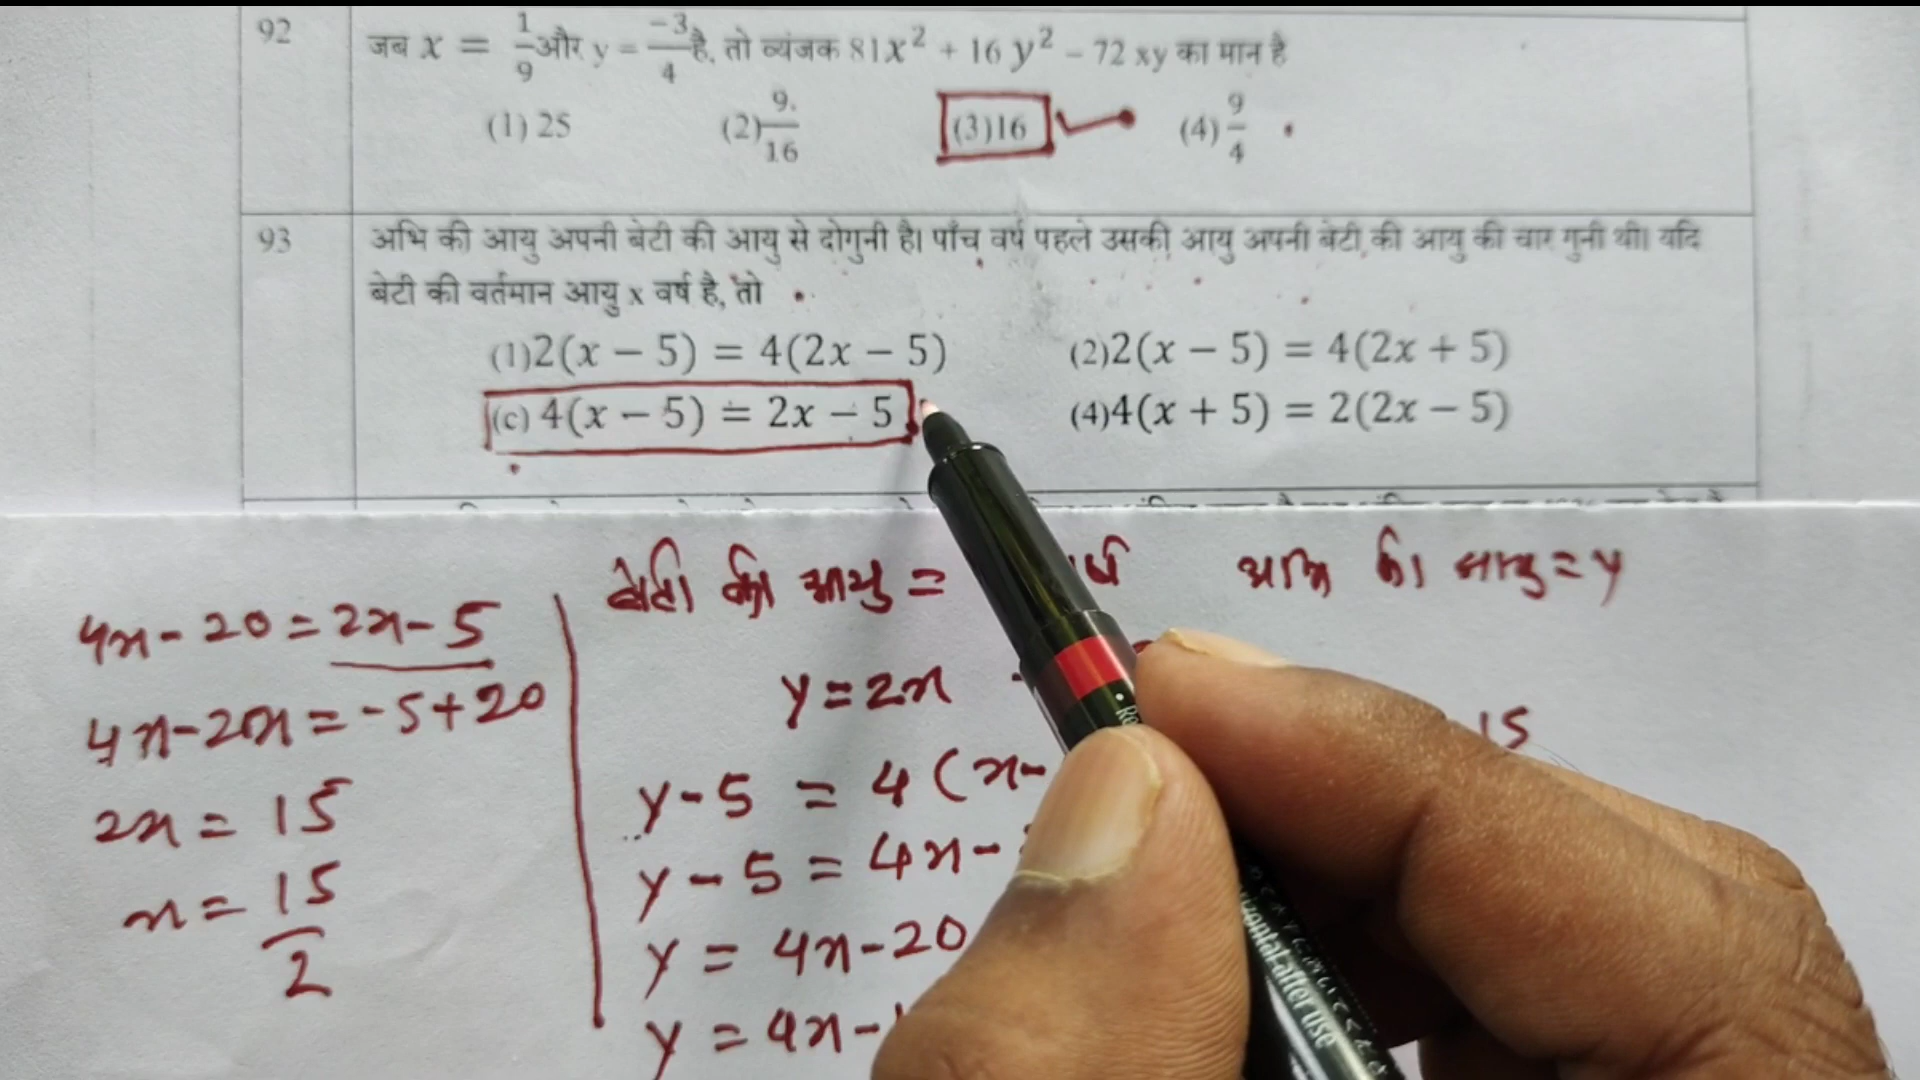 92
जब x = 1/9 और y = -3/4 है, तो व्यंजक 81x² + 16 y² – 72 xy का मान है
(1) 25 (2) 9/16 (3)16 (4) 9/4
93
अभि की आयु अपनी बेटी की आयु से दोगुनी है। पाँच वर्ष पहले उसकी आयु अपनी बेटी की आयु की चार गुनी थी। यदि
बेटी की वर्तमान आयु x वर्ष है, तो
(1)2(x − 5) = 4(2x − 5) (2)2(x − 5) = 4(2x + 5)
(c) 4(x − 5) = 2x − 5 (4)4(x + 5) = 2(2x − 5)
बेटी की आयु = अभि की आयु = y
4x - 20 = 2x - 5
y = 2x
4x - 2x = -5 + 20
15
y - 5 = 4 (x -
2x = 15
y - 5 = 4x -
x = 15/2
y = 4x - 20
y = 4x -